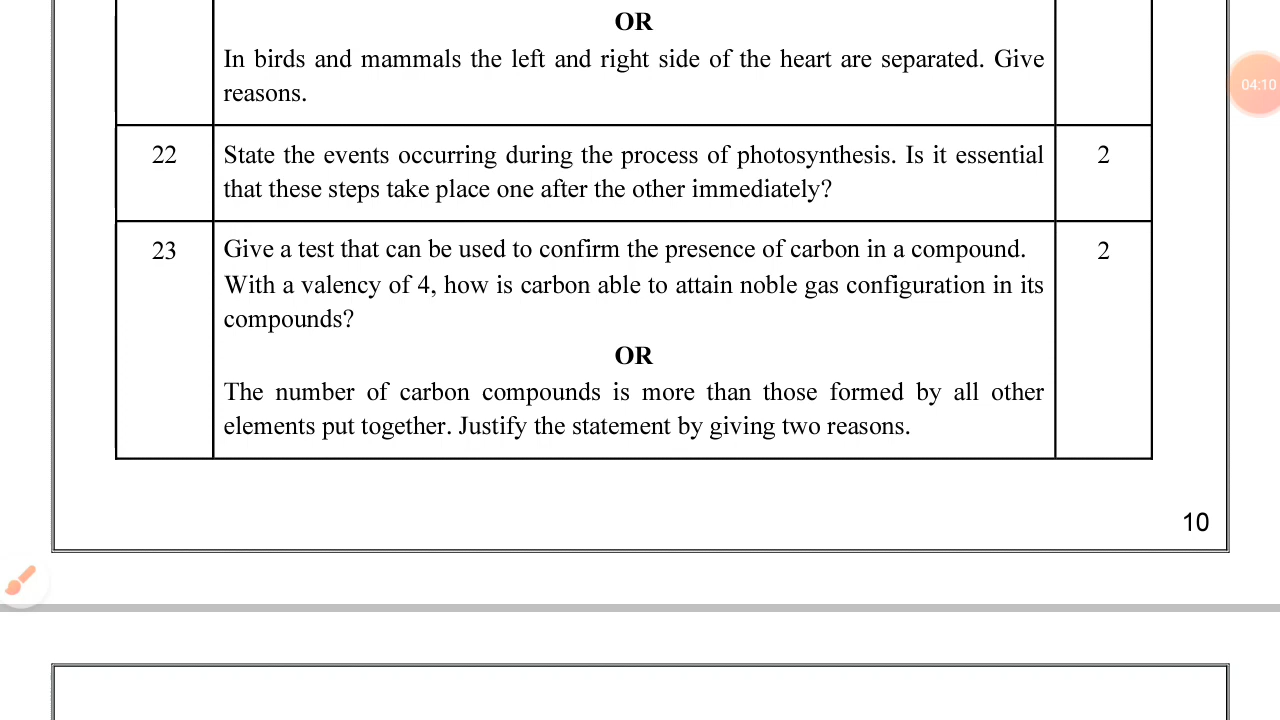 OR
In birds and mammals the left and right side of the heart are separated. Give
reasons.
04:10
22
State the events occurring during the process of photosynthesis. Is it essential
that these steps take place one after the other immediately?
2
23
Give a test that can be used to confirm the presence of carbon in a compound.
With a valency of 4, how is carbon able to attain noble gas configuration in its
compounds?
2
OR
The number of carbon compounds is more than those formed by all other
elements put together. Justify the statement by giving two reasons.
10